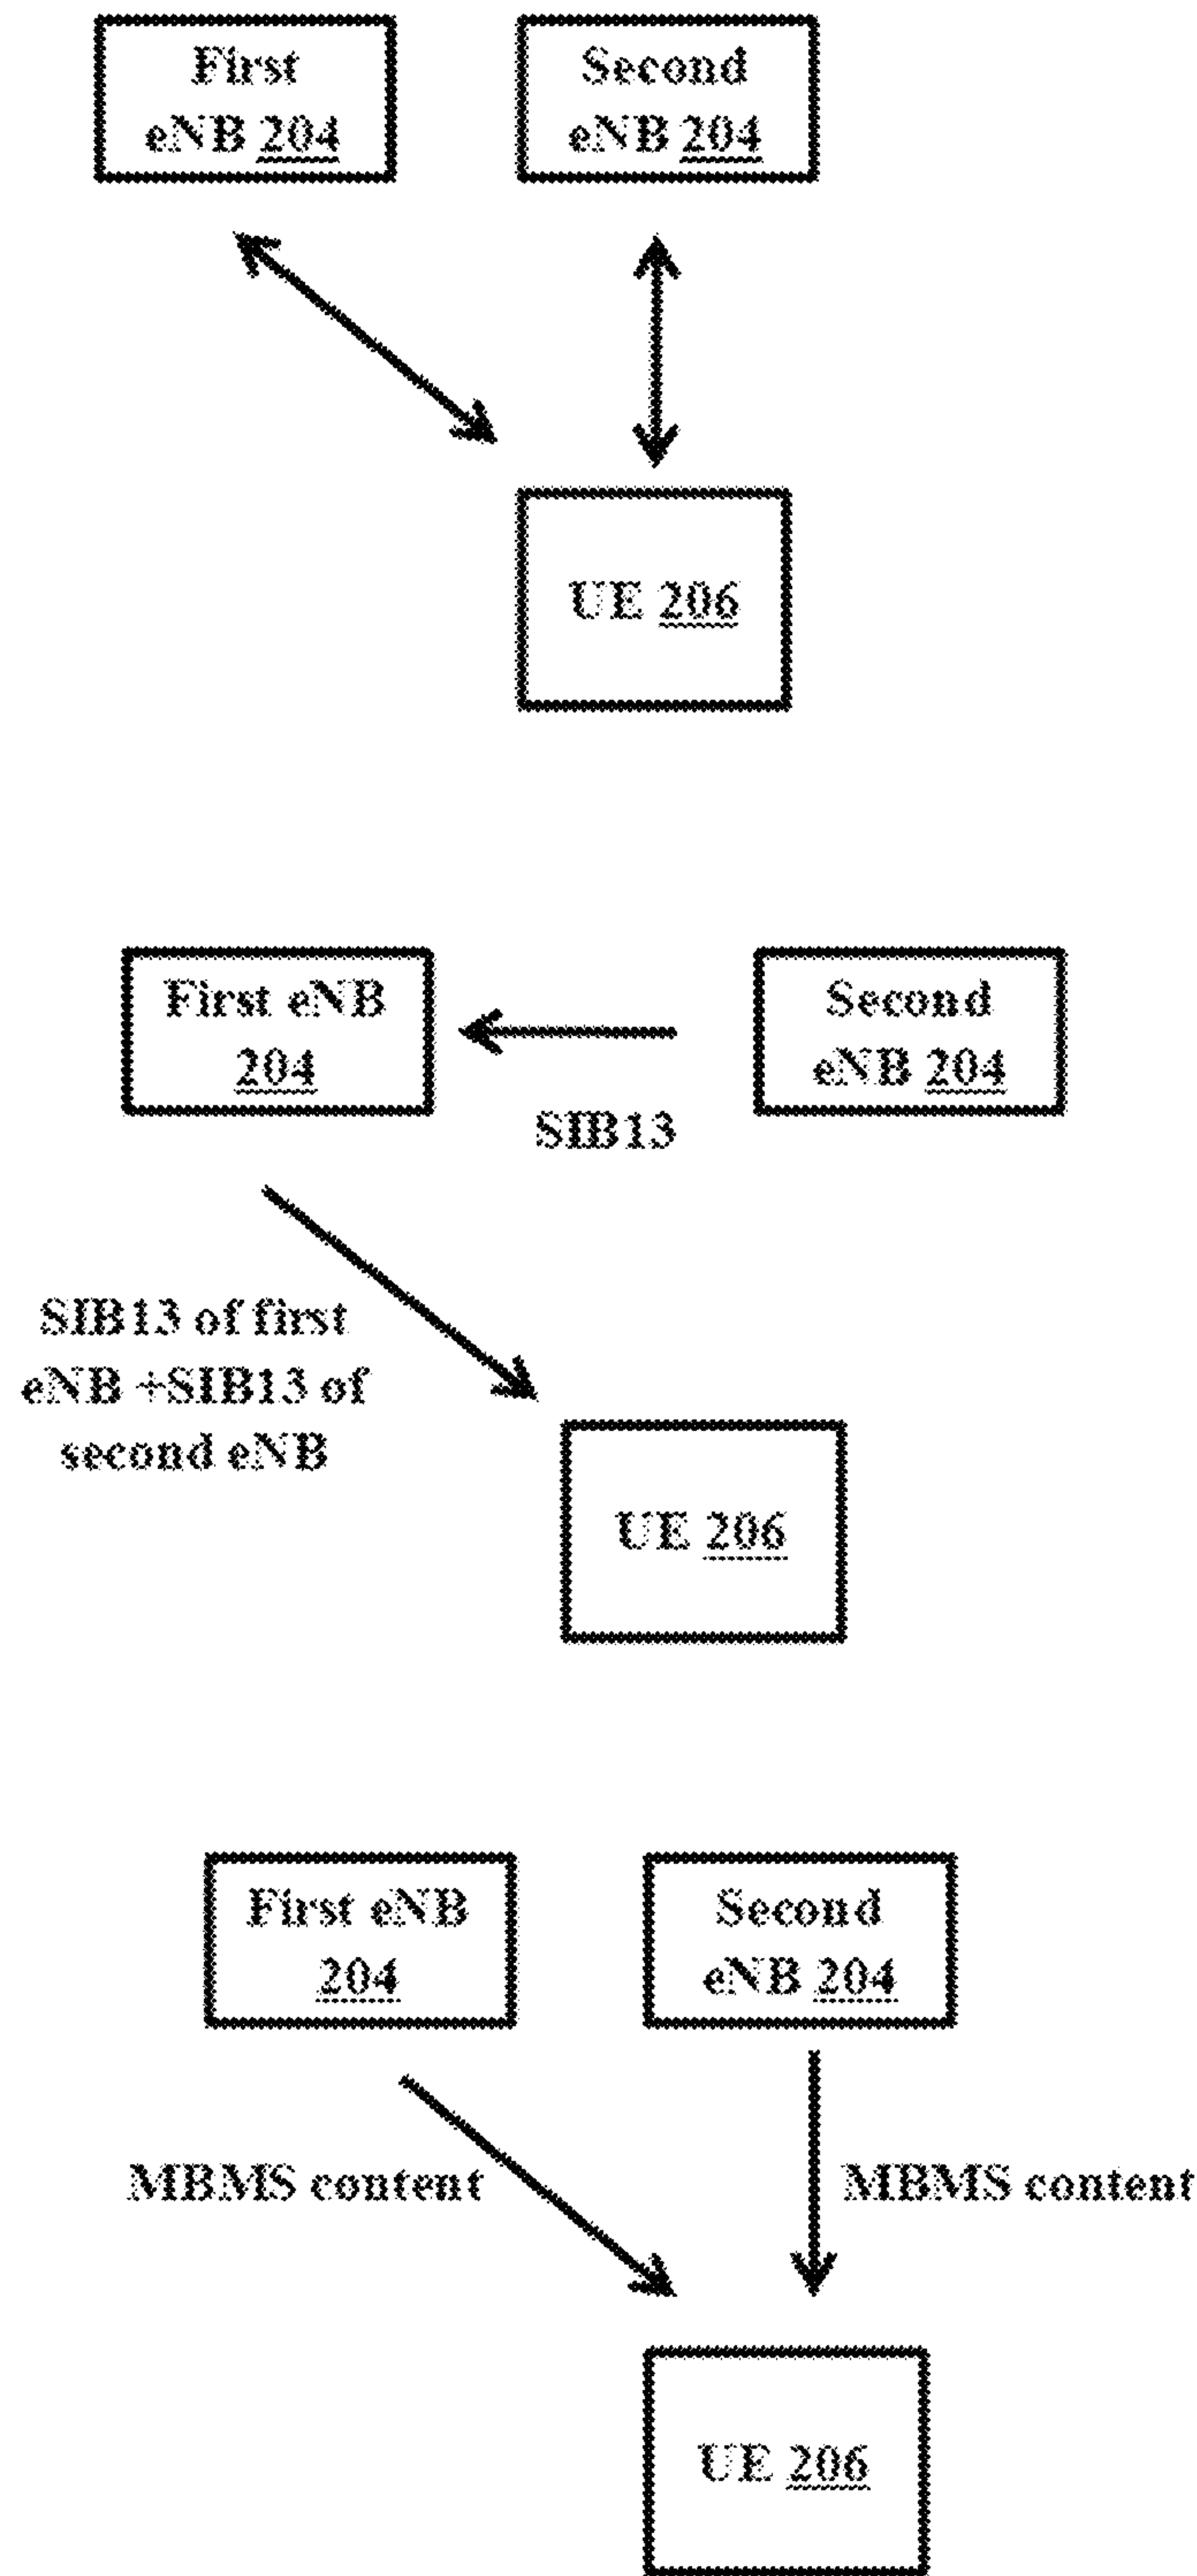 First
eNB 204
Second
eNB 204
UE 206
First eNB
204
Second
eNB 204
SIB13
SIB13 of first
eNB +SIB13 of
second eNB
UE 206
First eNB
204
Second
eNB 204
MBMS content
MBMS content
UE 206